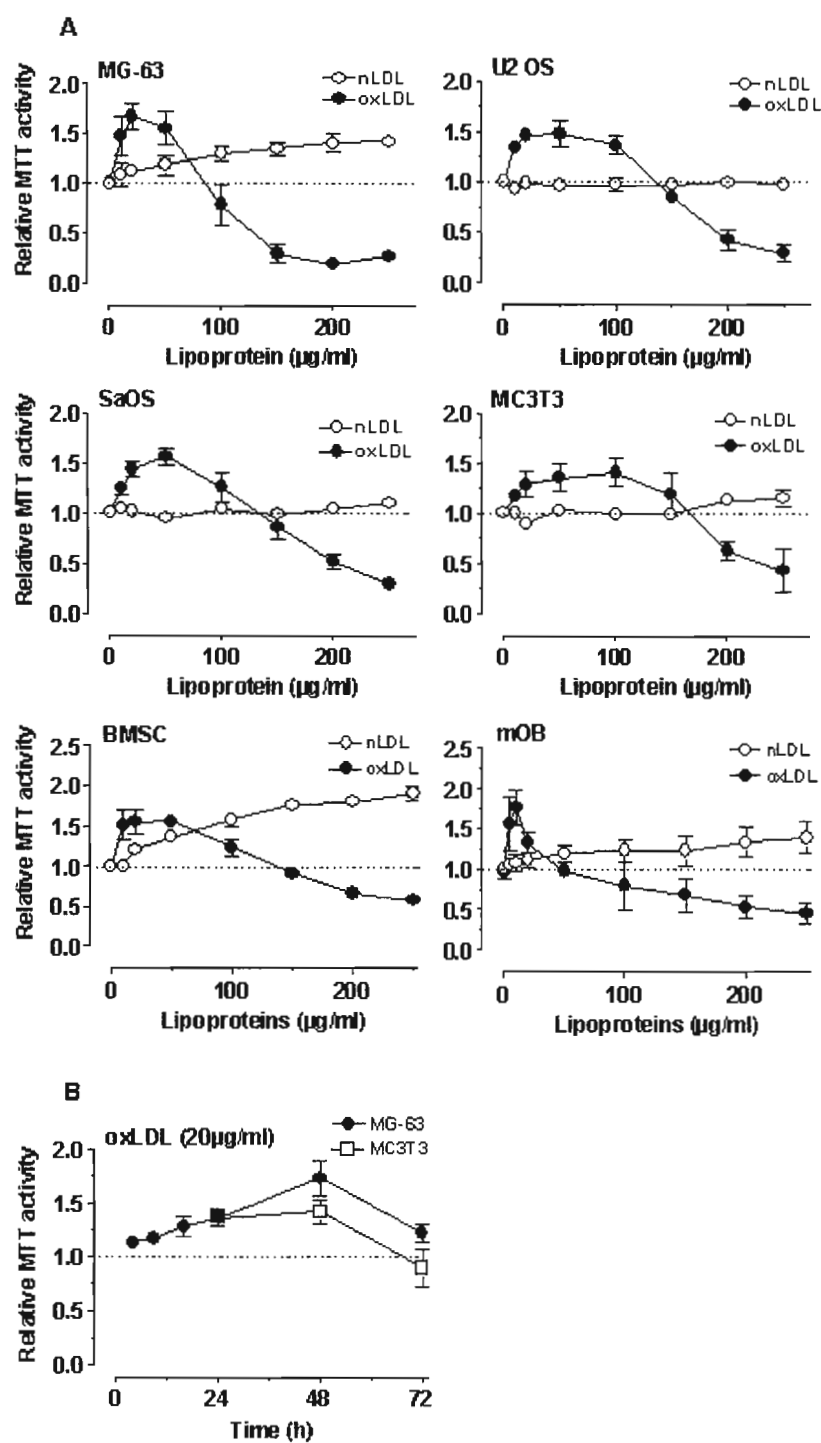 A
MG-63
nLDL
oxLDL
Relative MTT activity
2.0
1.5
1.0
0.5
0.0
0 100 200
Lipoprotein (µg/ml)
U2 OS
nLDL
oxLDL
2.0
1.5
1.0
0.5
0.0
0 100 200
Lipoprotein (µg/ml)
SaOS
nLDL
oxLDL
Relative MTT activity
2.0
1.5
1.0
0.5
0.0
0 100 200
Lipoprotein (µg/ml)
MC3T3
nLDL
oxLDL
2.0
1.5
1.0
0.5
0.0
0 100 200
Lipoprotein (µg/ml)
BMSC
nLDL
oxLDL
Relative MTT activity
2.5
2.0
1.5
1.0
0.5
0.0
0 100 200
Lipoproteins (µg/ml)
mOB
nLDL
oxLDL
2.5
2.0
1.5
1.0
0.5
0.0
0 100 200
Lipoproteins (µg/ml)
B
oxLDL (20µg/ml)
MG-63
MC3T3
Relative MTT activity
2.0
1.5
1.0
0.5
0.0
0 24 48 72
Time (h)